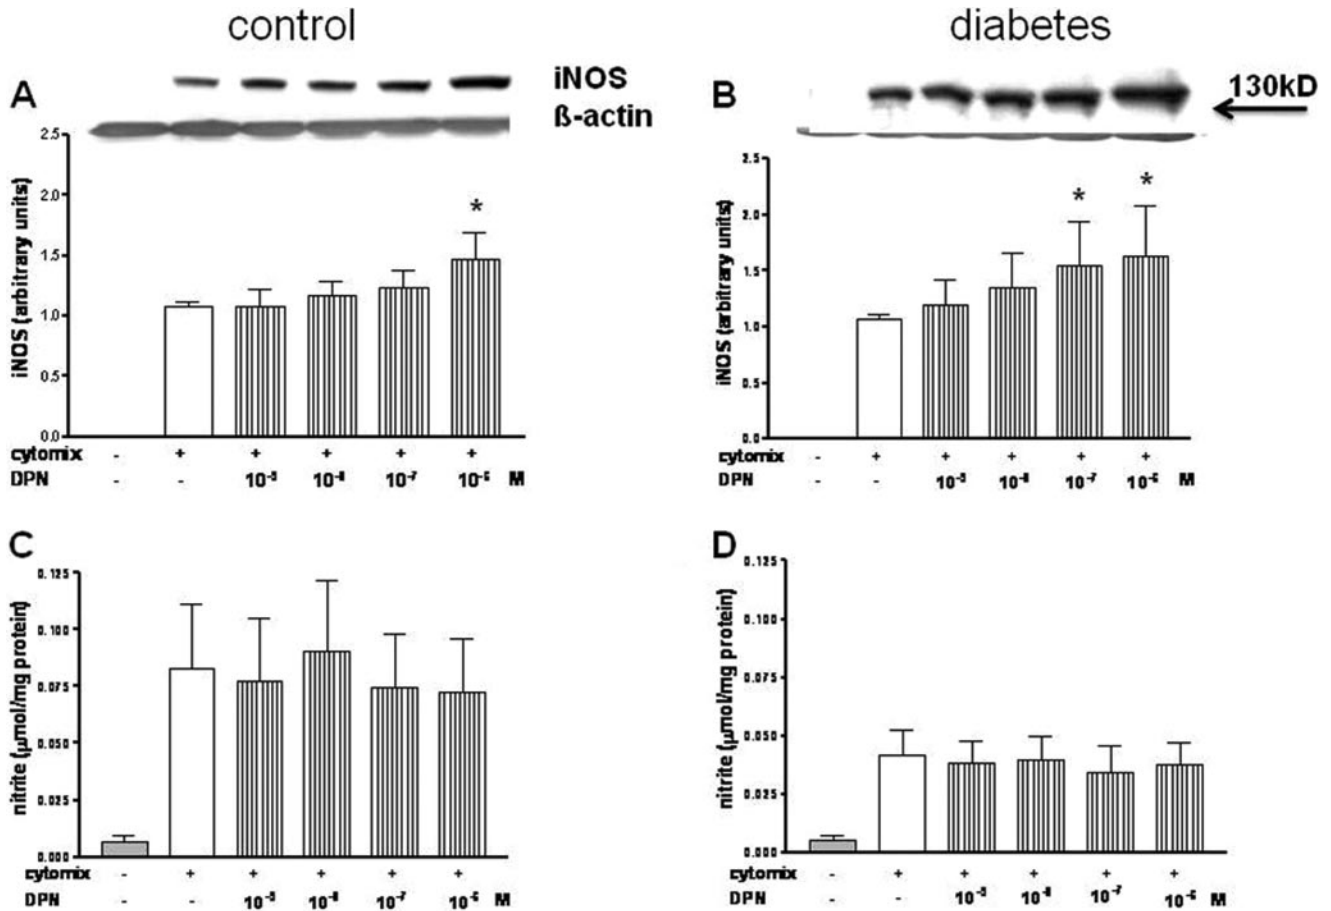 control
A
iNOS
ß-actin
iNOS (arbitrary units)
2.5
2.0
1.5
1.0
0.5
0.0
*
cytomix - + + + + +
DPN - - 10⁻⁹ 10⁻⁸ 10⁻⁷ 10⁻⁶ M
diabetes
B
130kD
iNOS (arbitrary units)
2.5
2.0
1.5
1.0
0.5
0.0
* *
cytomix - + + + + +
DPN - - 10⁻⁹ 10⁻⁸ 10⁻⁷ 10⁻⁶ M
C
nitrite (μmol/mg protein)
0.125
0.100
0.075
0.050
0.025
0.000
cytomix - + + + + +
DPN - - 10⁻⁹ 10⁻⁸ 10⁻⁷ 10⁻⁶ M
D
nitrite (μmol/mg protein)
0.125
0.100
0.075
0.050
0.025
0.000
cytomix - + + + + +
DPN - - 10⁻⁹ 10⁻⁸ 10⁻⁷ 10⁻⁶ M